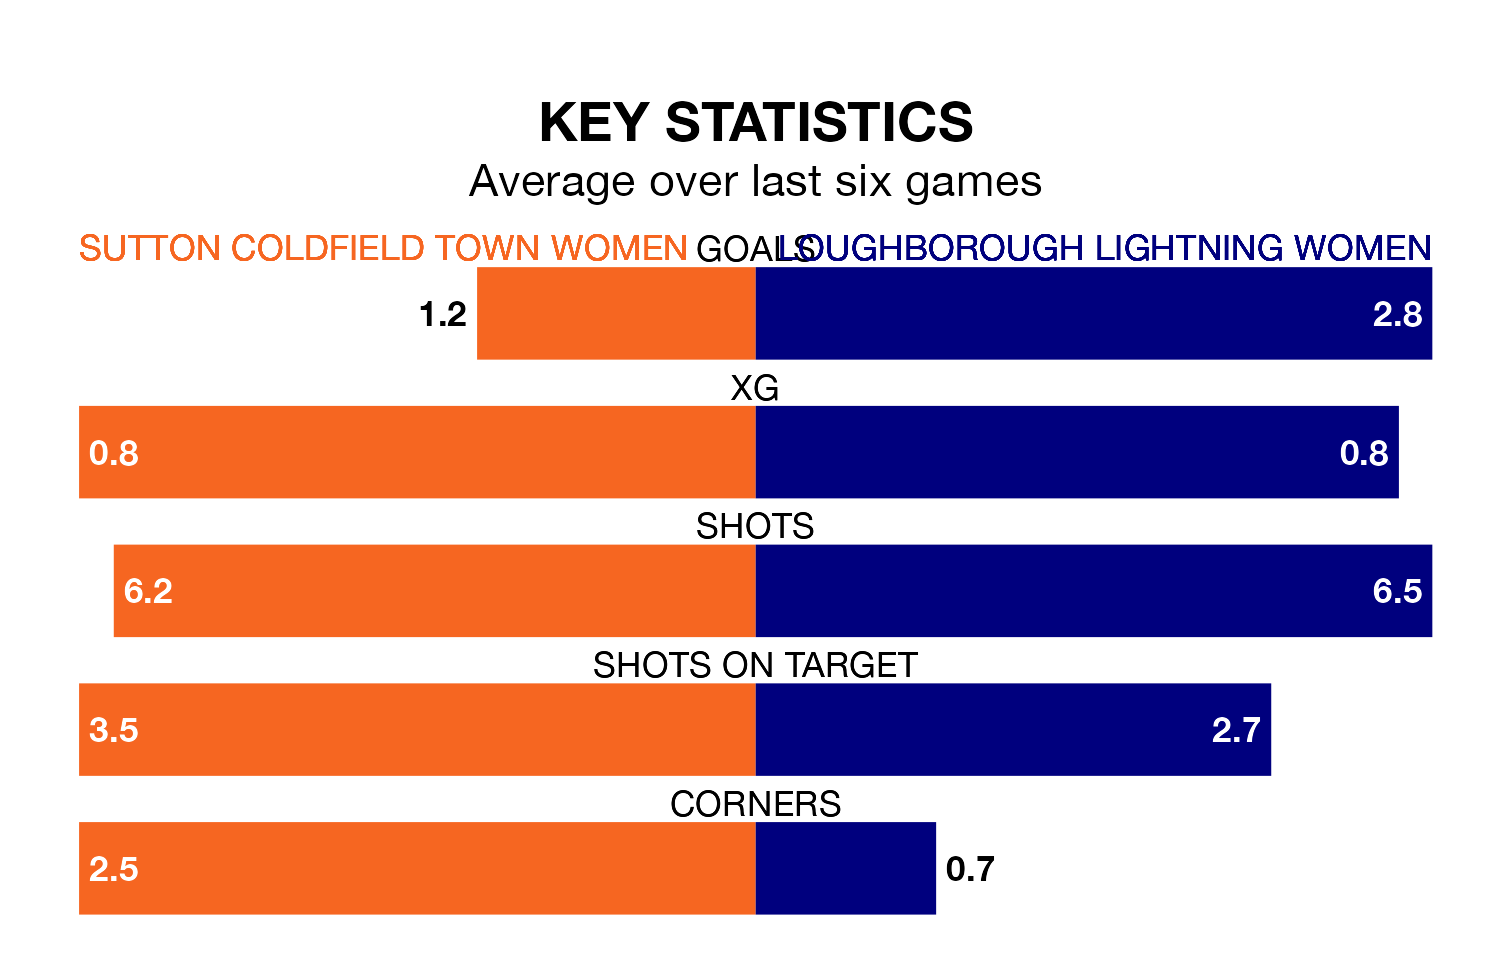 KEY STATISTICS
Average over last six games
SUTTON COLDFIELD TOWN WOMEN GOALS LOUGHBOROUGH LIGHTNING WOMEN
1.2 2.8
XG
0.8 0.8
SHOTS
6.2 6.5
SHOTS ON TARGET
3.5 2.7
CORNERS
2.5 0.7